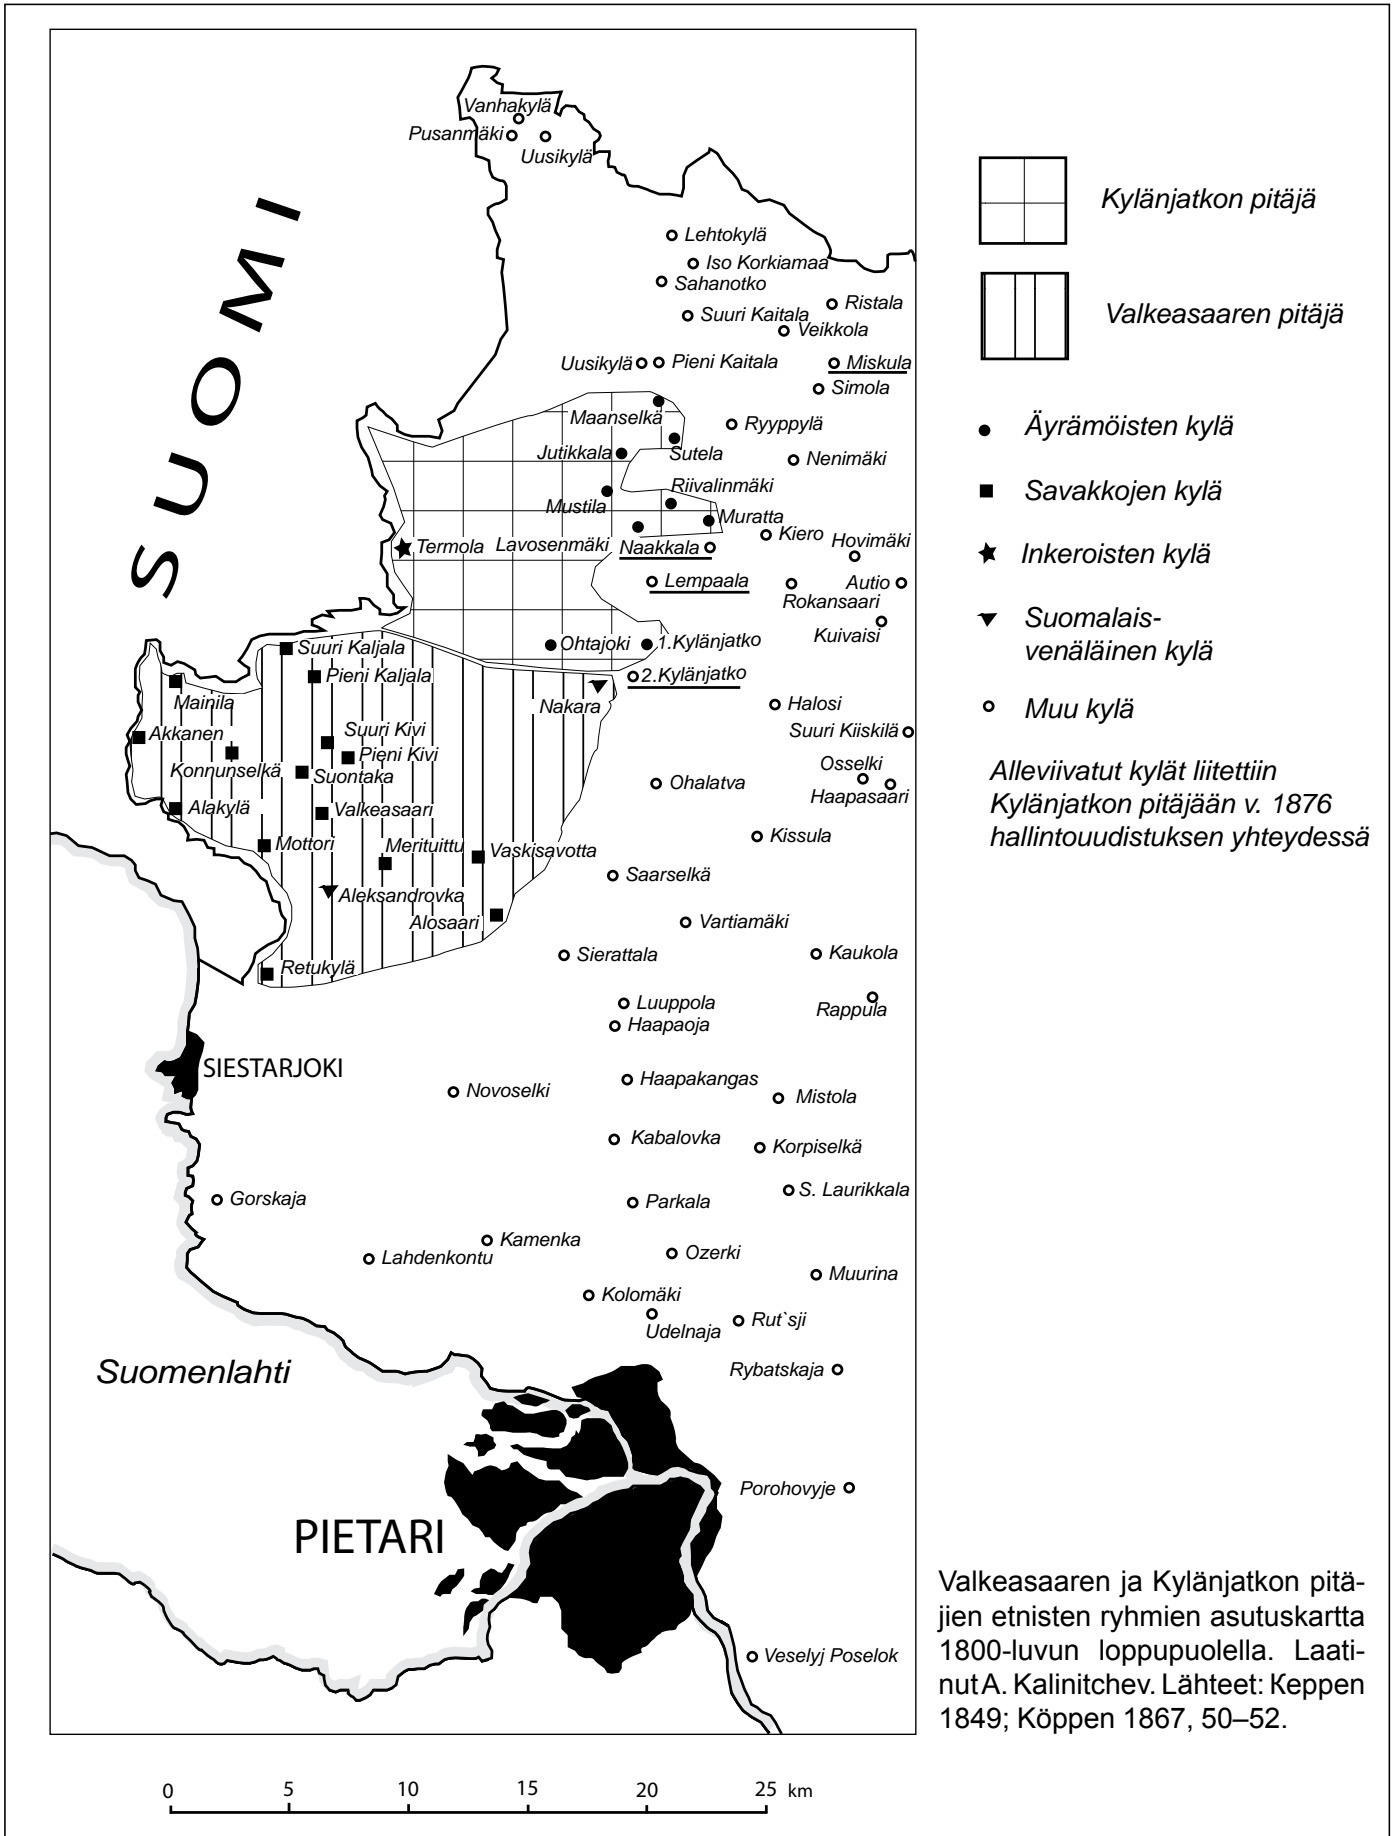 Vanhakylä
Pusanmäki
Uusikylä
SUOMI
Lehtokylä
Iso Korkiamaa
Sahanotko
Ristala
Suuri Kaitala
Veikkola
Uusikylä
Pieni Kaitala
Miskula
Simola
Maanselkä
Ryyppylä
Jutikkala
Sutela
Nenimäki
Riivalinmäki
Mustila
Muratta
Kiero
Hovimäki
Termola
Lavosenmäki
Naakkala
Lempaala
Autio
Rokansaari
Kuivaisi
Ohtajoki
1.Kylänjatko
Suuri Kaljala
Pieni Kaljala
2.Kylänjatko
Mainila
Nakara
Halosi
Akkanen
Suuri Kivi
Suuri Kiiskilä
Pieni Kivi
Konnunselkä
Suontaka
Osselki
Ohalatva
Haapasaari
Alakylä
Valkeasaari
Mottori
Merituittu
Vaskisavotta
Kissula
Saarselkä
Aleksandrovka
Alosaari
Vartiamäki
Sierattala
Kaukola
Retukylä
Luuppola
Rappula
Haapaoja
SIESTARJOKI
Haapakangas
Novoselki
Mistola
Kabalovka
Korpiselkä
S. Laurikkala
Gorskaja
Parkala
Kamenka
Lahdenkontu
Ozerki
Muurina
Kolomäki
Udelnaja
Rut`sji
Suomenlahti
Rybatskaja
Porohovyje
PIETARI
Veselyj Poselok
Kylänjatkon pitäjä
Valkeasaaren pitäjä
Äyrämöisten kylä
Savakkojen kylä
Inkeroisten kylä
Suomalais-
venäläinen kylä
Muu kylä
Alleviivatut kylät liitettiin
Kylänjatkon pitäjään v. 1876
hallintouudistuksen yhteydessä
Valkeasaaren ja Kylänjatkon pitä-
jien etnisten ryhmien asutuskartta
1800-luvun loppupuolella. Laati-
nut A. Kalinitchev. Lähteet: Keppen
1849; Köppen 1867, 50–52.
0 5 10 15 20 25 km